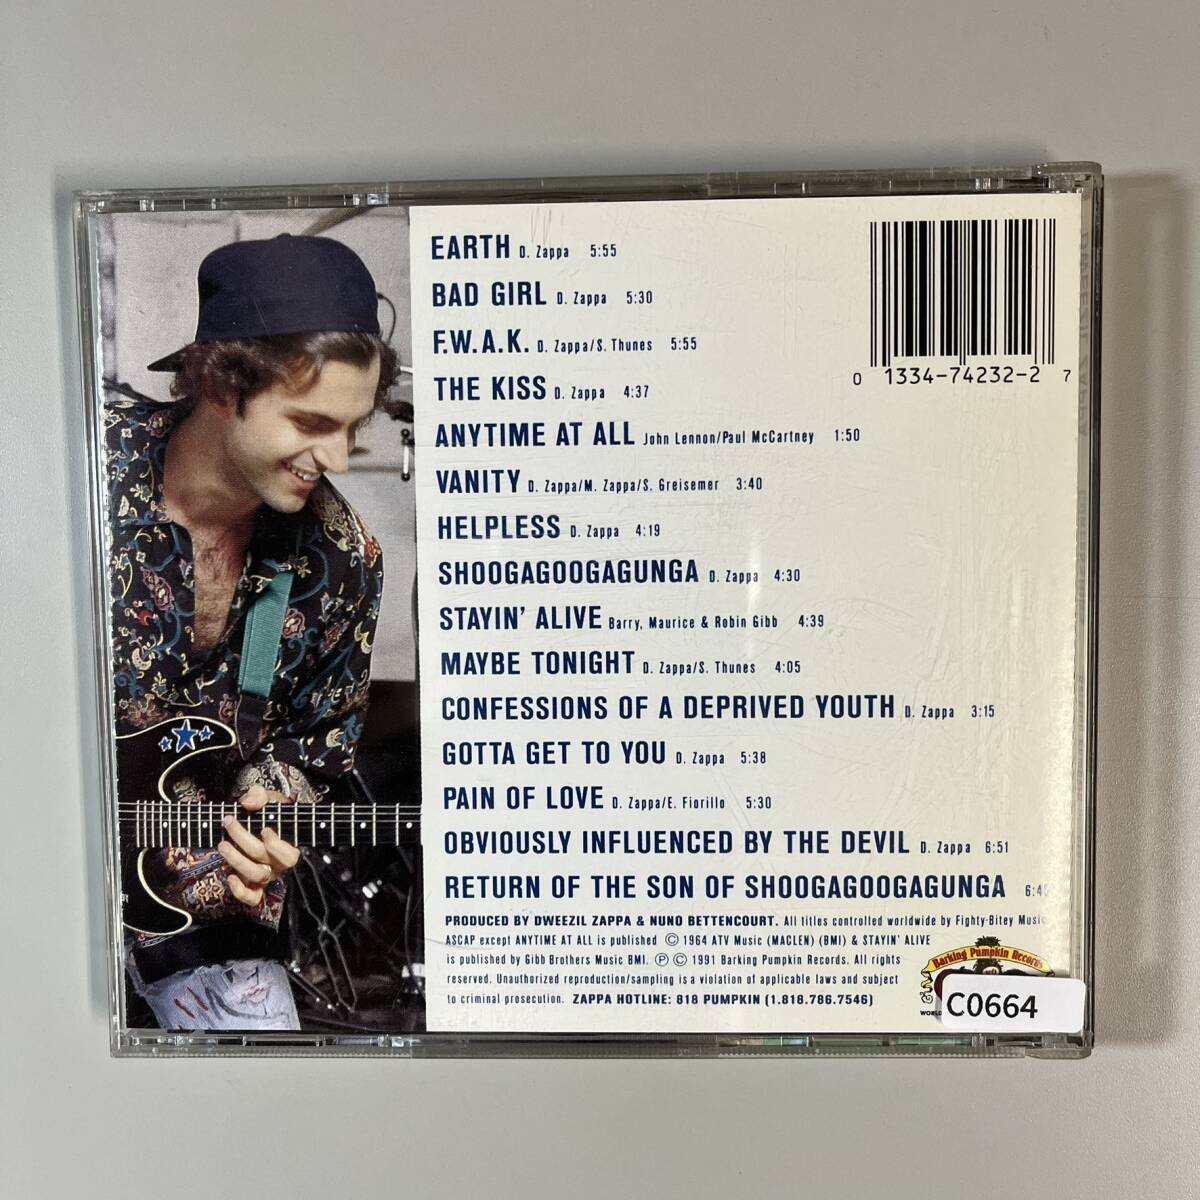 EARTH D. Zappa 5:55
BAD GIRL D. Zappa 5:30
F.W.A.K. D. Zappa/S. Thunes 5:55
THE KISS D. Zappa 4:37
ANYTIME AT ALL John Lennon/Paul McCartney 1:50
VANITY D. Zappa/M. Zappa/S. Greisemer 3:40
HELPLESS D. Zappa 4:19
SHOOGAGOOGAGUNGA D. Zappa 4:30
STAYIN' ALIVE Barry, Maurice & Robin Gibb 4:39
MAYBE TONIGHT D. Zappa/S. Thunes 4:05
CONFESSIONS OF A DEPRIVED YOUTH D. Zappa 3:15
GOTTA GET TO YOU D. Zappa 5:38
PAIN OF LOVE D. Zappa/E. Fiorillo 5:30
OBVIOUSLY INFLUENCED BY THE DEVIL D. Zappa 6:51
RETURN OF THE SON OF SHOOGAGOOGAGUNGA
PRODUCED BY DWEEZIL ZAPPA & NUNO BETTENCOURT. All titles controlled worldwide by Fighty-Bitey Music
ASCAP except ANYTIME AT ALL is published © 1964 ATV Music (MACLEN) (BMI) & STAYIN' ALIVE
is published by Gibb Brothers Music BMI. ℗ © 1991 Barking Pumpkin Records. All rights
reserved. Unauthorized reproduction/sampling is a violation of applicable laws and subject
to criminal prosecution. ZAPPA HOTLINE: 818 PUMPKIN (1.818.786.7546)
0 1334-74232-2 7
Barking Pumpkin Records
C0664